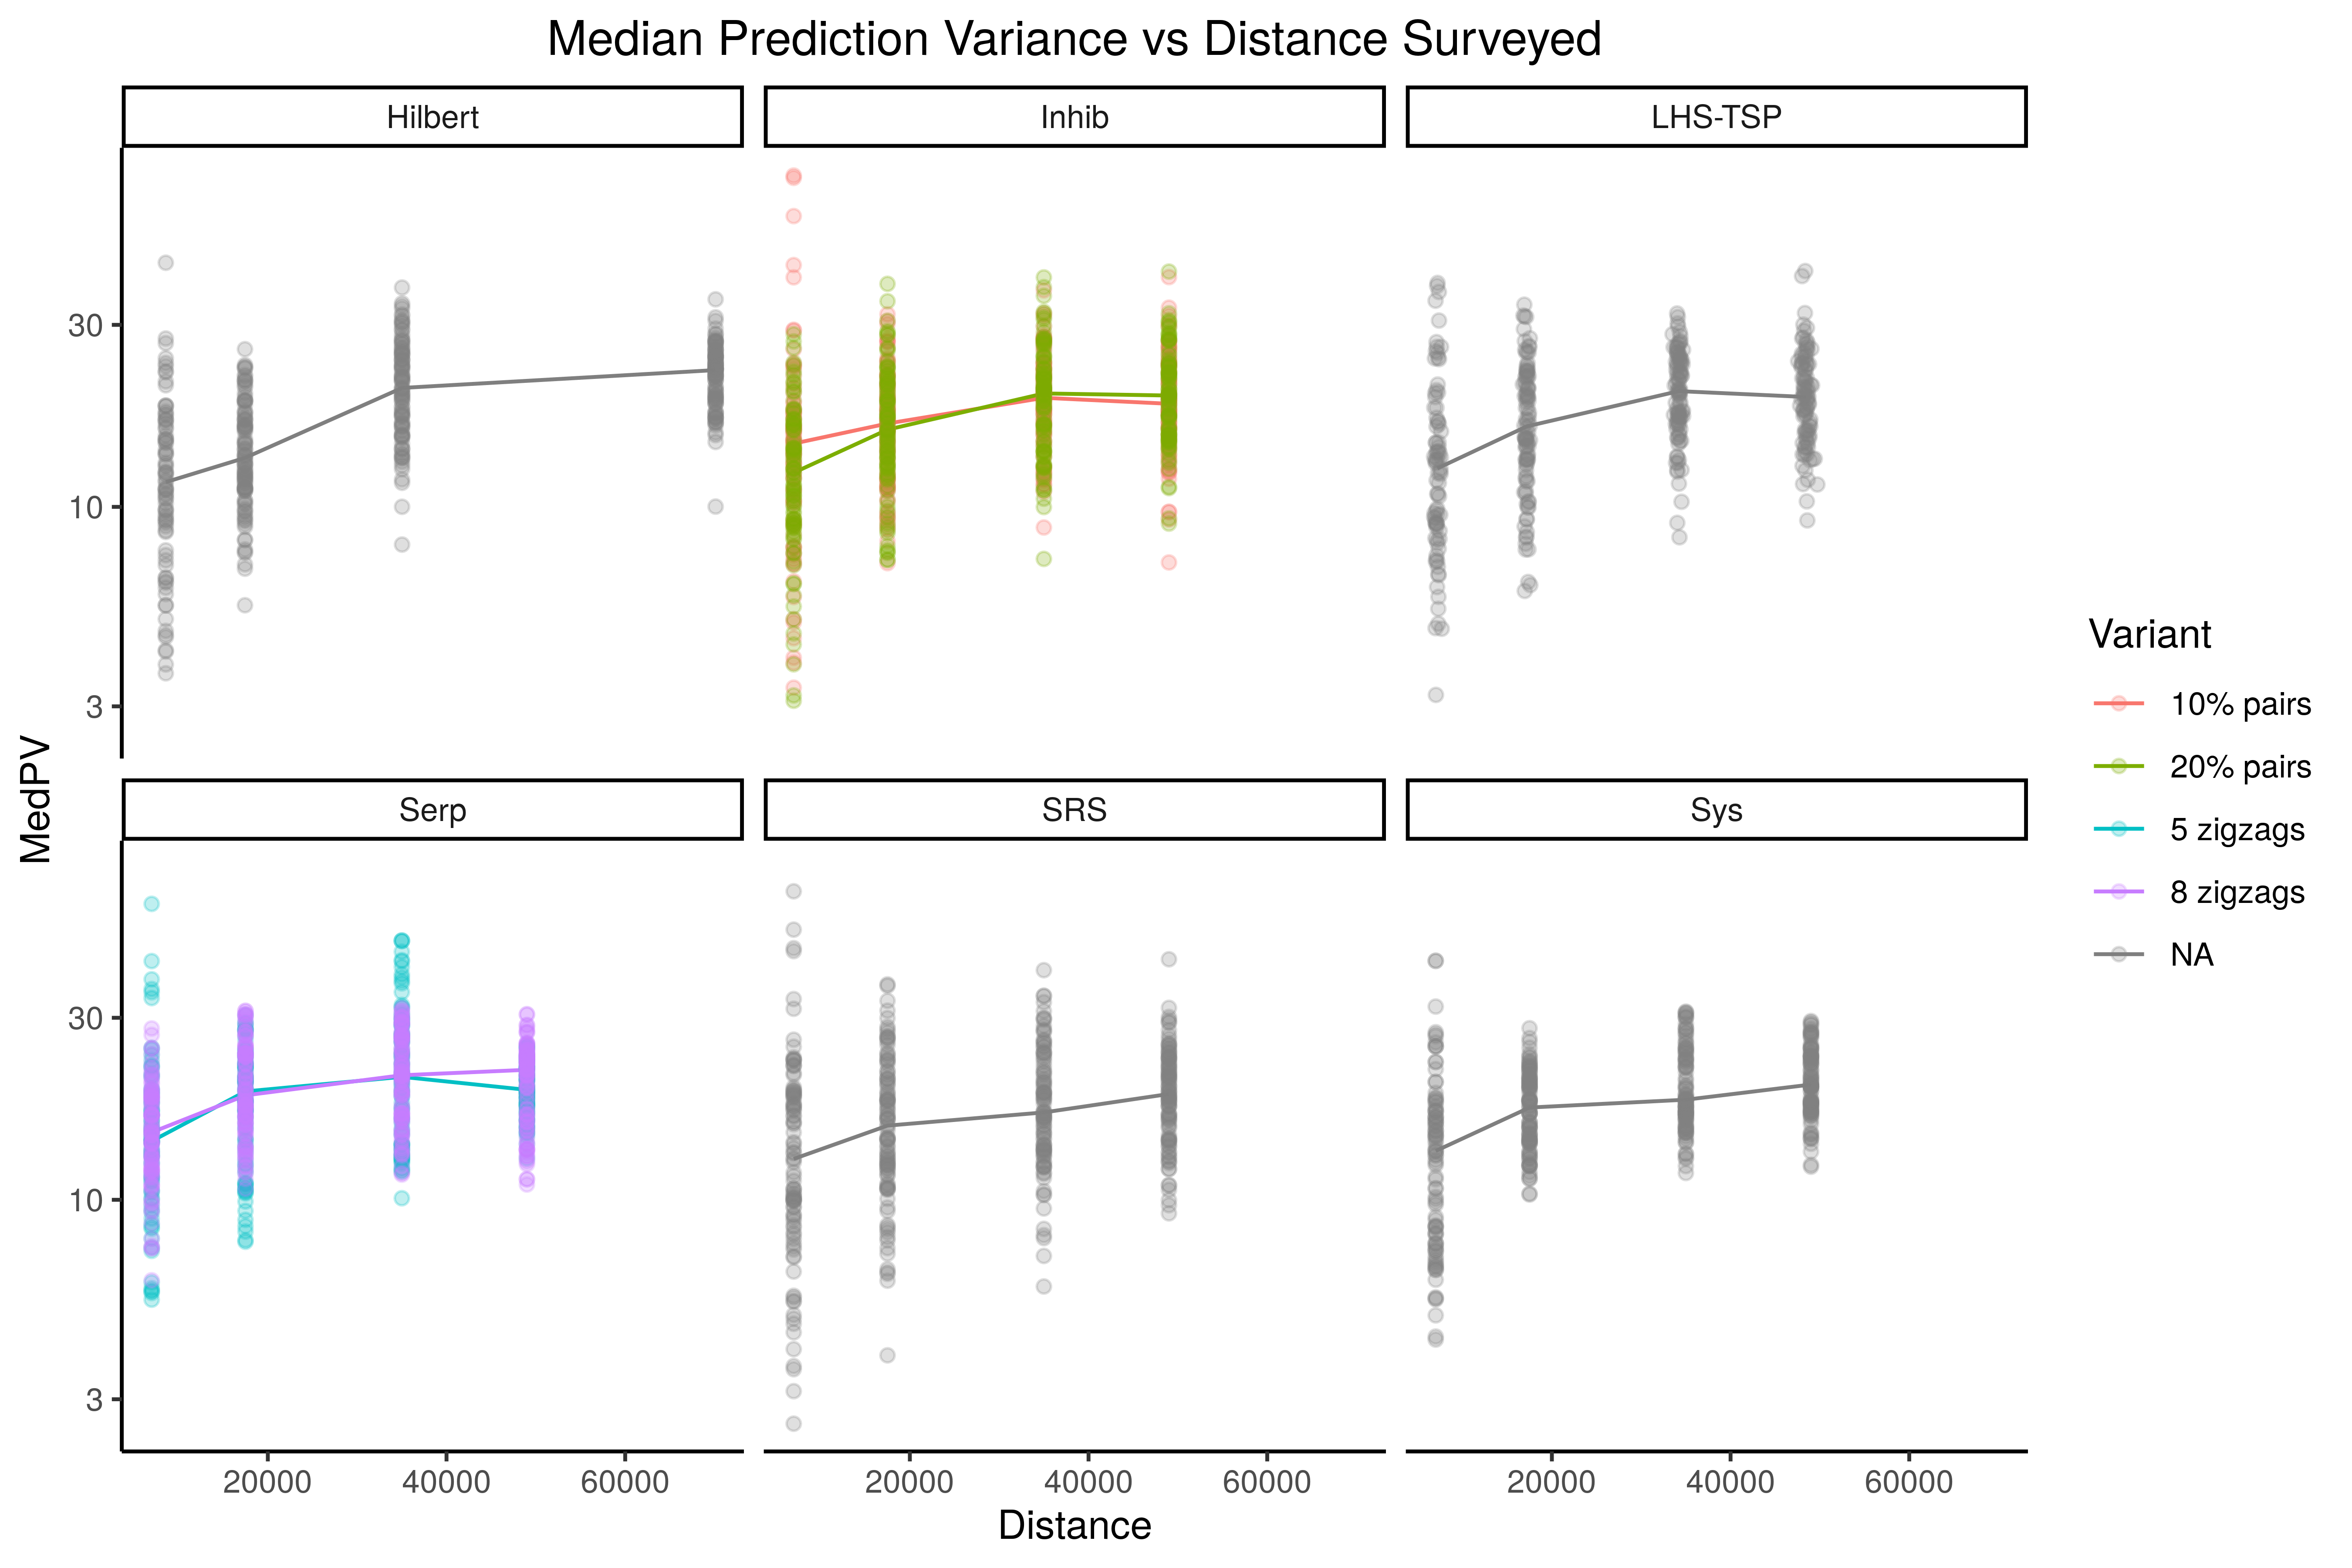 Median Prediction Variance vs Distance Surveyed
Hilbert
Inhib
LHS-TSP
30
10
3
Serp
SRS
Sys
30
10
3
20000
40000
60000
20000
40000
60000
20000
40000
60000
Distance
MedPV
Variant
10% pairs
20% pairs
5 zigzags
8 zigzags
NA